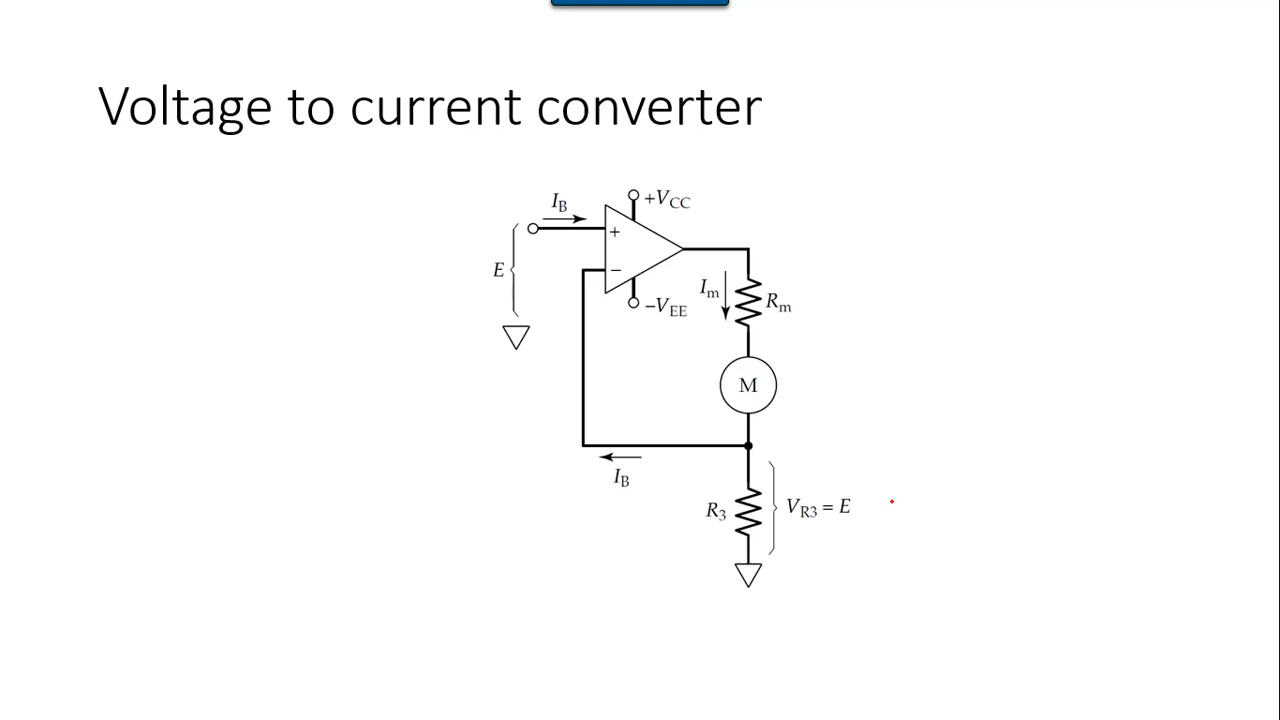 Voltage to current converter
I_B
+V_CC
+
E
−
I_m
R_m
−V_EE
M
I_B
R_3
V_R3 = E